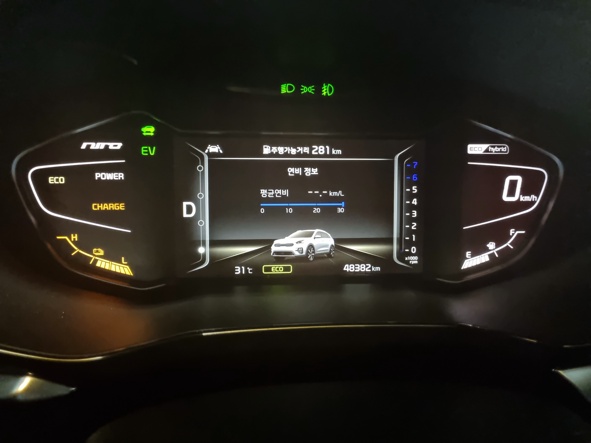 niro
EV
ECO
POWER
CHARGE
H
L
주행가능거리 281 km
연비 정보
평균연비 --.- km/L
0 10 20 30
D
31℃
ECO
48382 km
7
6
5
4
3
2
1
0
x1000
rpm
ECO hybrid
0 km/h
E
F